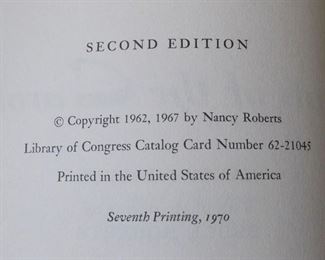 SECOND EDITION
© Copyright 1962, 1967 by Nancy Roberts
Library of Congress Catalog Card Number 62-21045
Printed in the United States of America
Seventh Printing, 1970